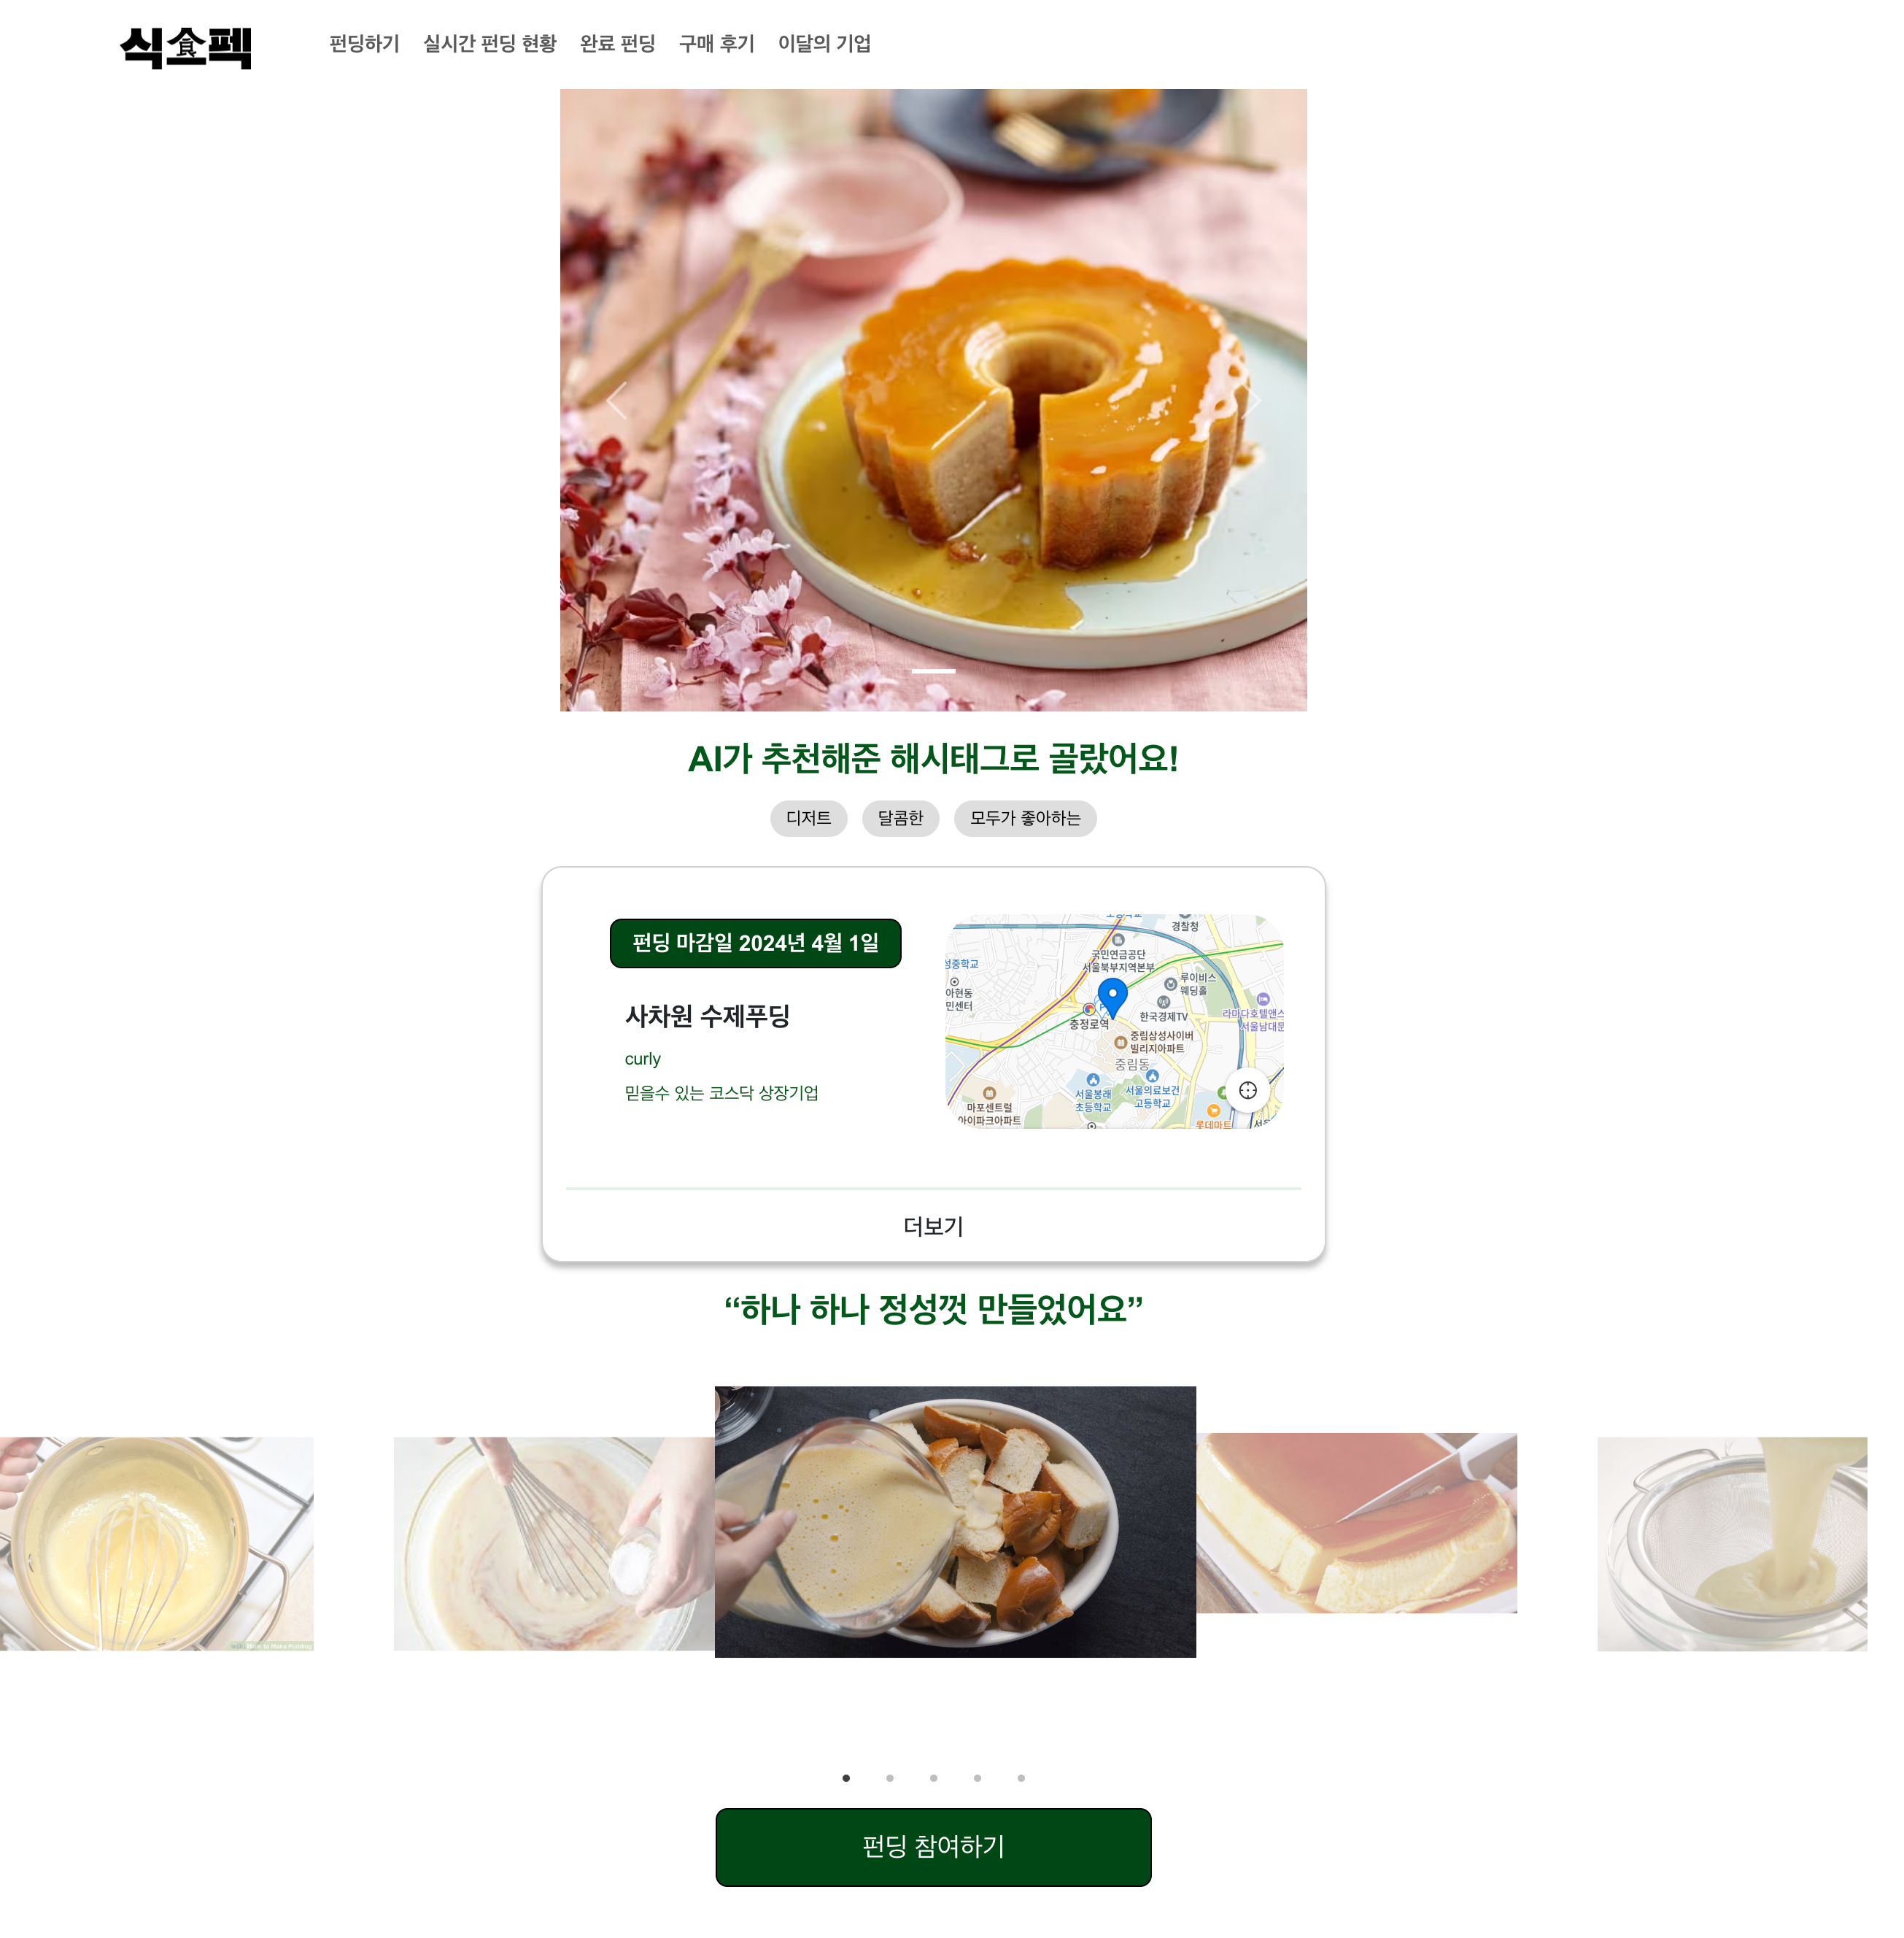 식스펙
食
펀딩하기 실시간 펀딩 현황 완료 펀딩 구매 후기 이달의 기업
AI가 추천해준 해시태그로 골랐어요!
디저트 달콤한 모두가 좋아하는
펀딩 마감일 2024년 4월 1일
사차원 수제푸딩
curly
믿을수 있는 코스닥 상장기업
경찰청
국민연금공단
서울북부지역본부
성중학교
루이비스
웨딩홀
아현동
민센터
충정로역
한국경제TV
라마다호텔앤스
서울남대문
중림삼성사이버
빌리지아파트
중림동
서울봉래
초등학교
서울의료보건
고등학교
마포센트럴
아이파크아파트
롯데마트
더보기
“하나 하나 정성껏 만들었어요”
How to Make Pudding
펀딩 참여하기